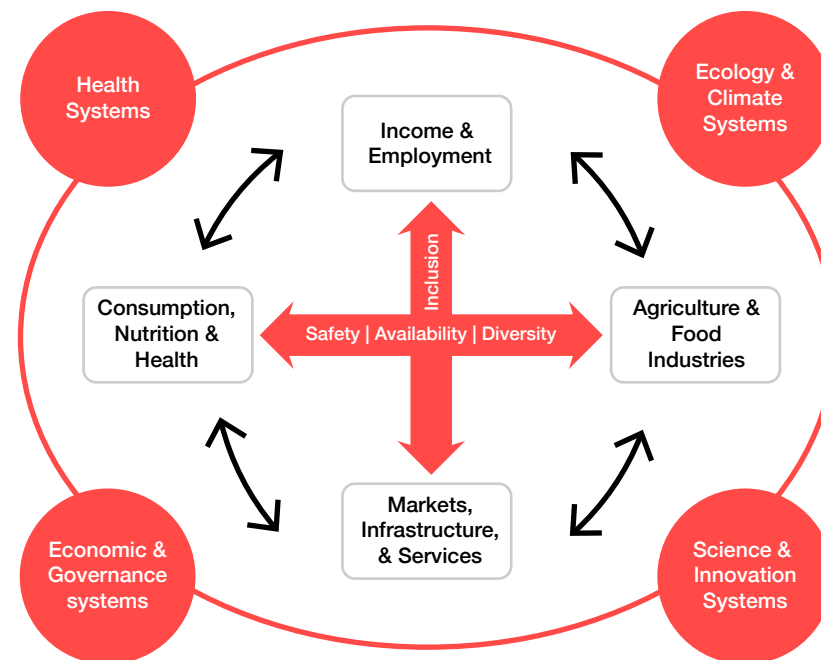 Health
Systems
Ecology &
Climate
Systems
Income &
Employment
Inclusion
Consumption,
Nutrition &
Health
Safety | Availability | Diversity
Agriculture &
Food
Industries
Markets,
Infrastructure,
& Services
Economic &
Governance
systems
Science &
Innovation
Systems